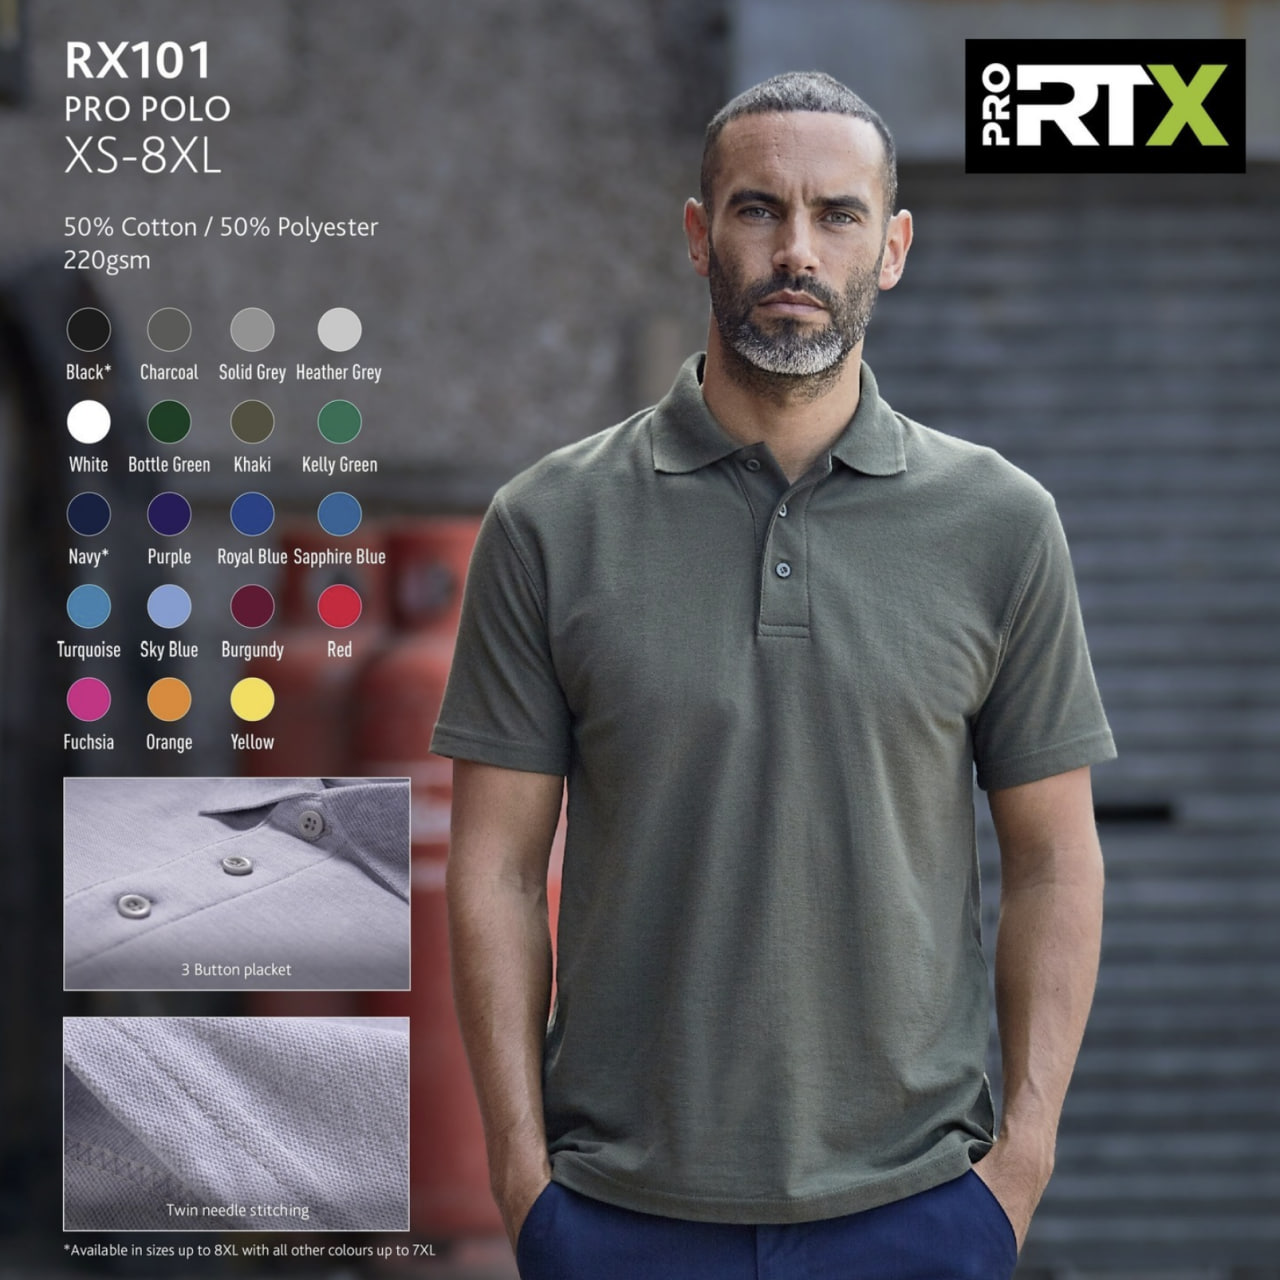 RX101
PRO POLO
XS-8XL
50% Cotton / 50% Polyester
220gsm
PRO RTX
Black* Charcoal Solid Grey Heather Grey
White Bottle Green Khaki Kelly Green
Navy* Purple Royal Blue Sapphire Blue
Turquoise Sky Blue Burgundy Red
Fuchsia Orange Yellow
3 Button placket
Twin needle stitching
*Available in sizes up to 8XL with all other colours up to 7XL